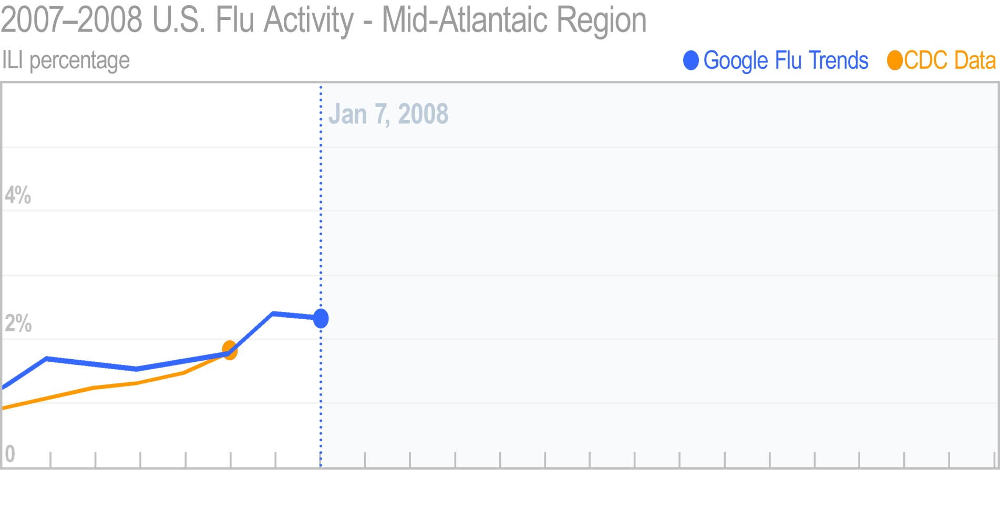 2007–2008 U.S. Flu Activity - Mid-Atlantaic Region
ILI percentage
Google Flu Trends
CDC Data
Jan 7, 2008
4%
2%
0